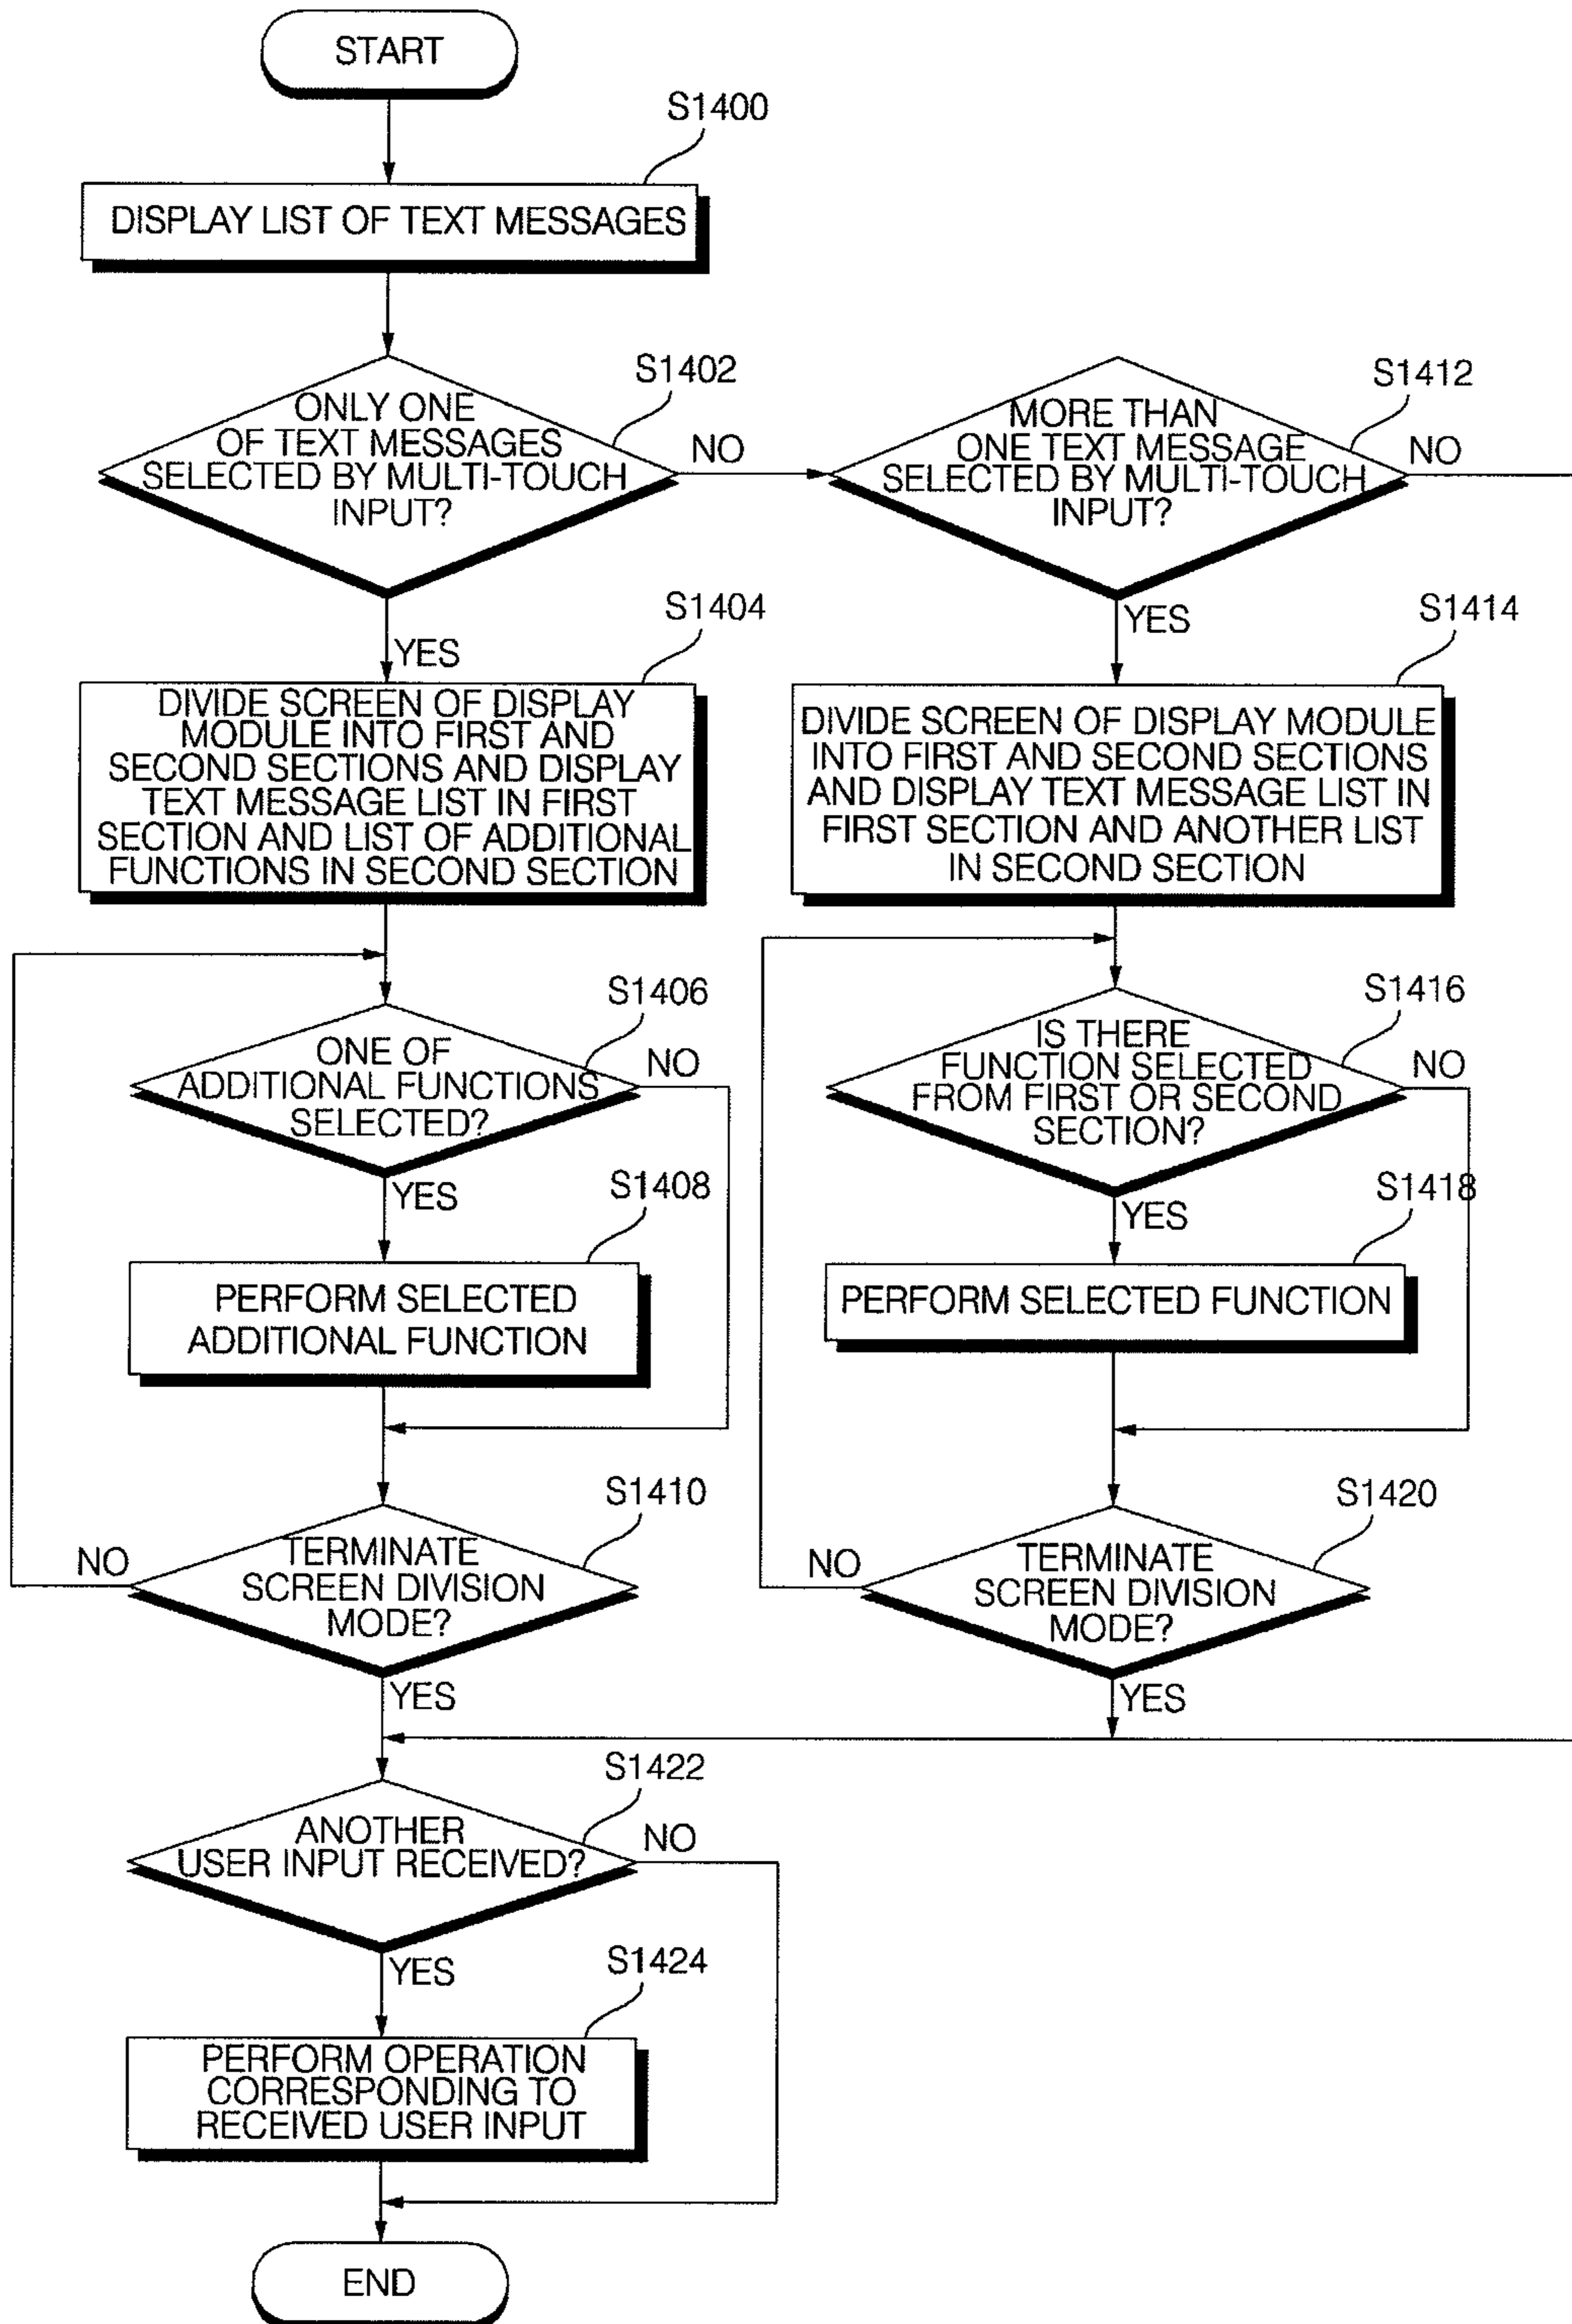 START
S1400
DISPLAY LIST OF TEXT MESSAGES
S1402
ONLY ONE
OF TEXT MESSAGES
SELECTED BY MULTI-TOUCH
INPUT?
NO
YES
S1412
MORE THAN
ONE TEXT MESSAGE
SELECTED BY MULTI-TOUCH
INPUT?
NO
YES
S1404
DIVIDE SCREEN OF DISPLAY
MODULE INTO FIRST AND
SECOND SECTIONS AND DISPLAY
TEXT MESSAGE LIST IN FIRST
SECTION AND LIST OF ADDITIONAL
FUNCTIONS IN SECOND SECTION
S1414
DIVIDE SCREEN OF DISPLAY MODULE
INTO FIRST AND SECOND SECTIONS
AND DISPLAY TEXT MESSAGE LIST IN
FIRST SECTION AND ANOTHER LIST
IN SECOND SECTION
S1406
ONE OF
ADDITIONAL FUNCTIONS
SELECTED?
NO
YES
S1416
IS THERE
FUNCTION SELECTED
FROM FIRST OR SECOND
SECTION?
NO
YES
S1408
PERFORM SELECTED
ADDITIONAL FUNCTION
S1418
PERFORM SELECTED FUNCTION
S1410
TERMINATE
SCREEN DIVISION
MODE?
NO
YES
S1420
TERMINATE
SCREEN DIVISION
MODE?
NO
YES
S1422
ANOTHER
USER INPUT RECEIVED?
NO
YES
S1424
PERFORM OPERATION
CORRESPONDING TO
RECEIVED USER INPUT
END